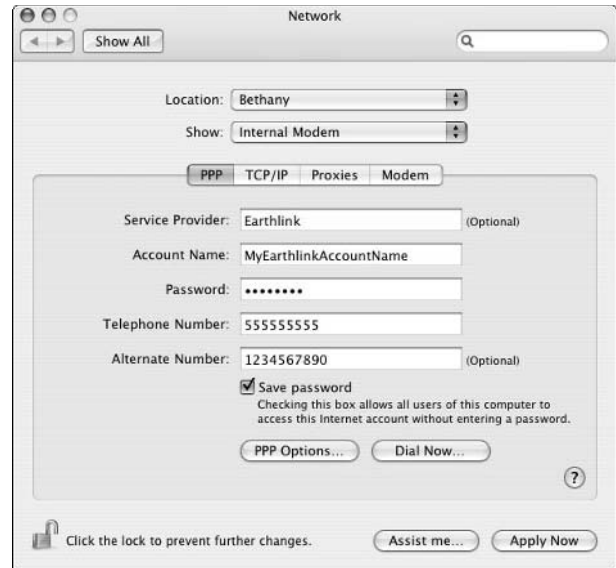 Network
Show All
Location: Bethany
Show: Internal Modem
PPP TCP/IP Proxies Modem
Service Provider: Earthlink (Optional)
Account Name: MyEarthlinkAccountName
Password: ••••••••
Telephone Number: 555555555
Alternate Number: 1234567890 (Optional)
Save password
Checking this box allows all users of this computer to
access this Internet account without entering a password.
PPP Options... Dial Now...
?
Click the lock to prevent further changes. Assist me... Apply Now